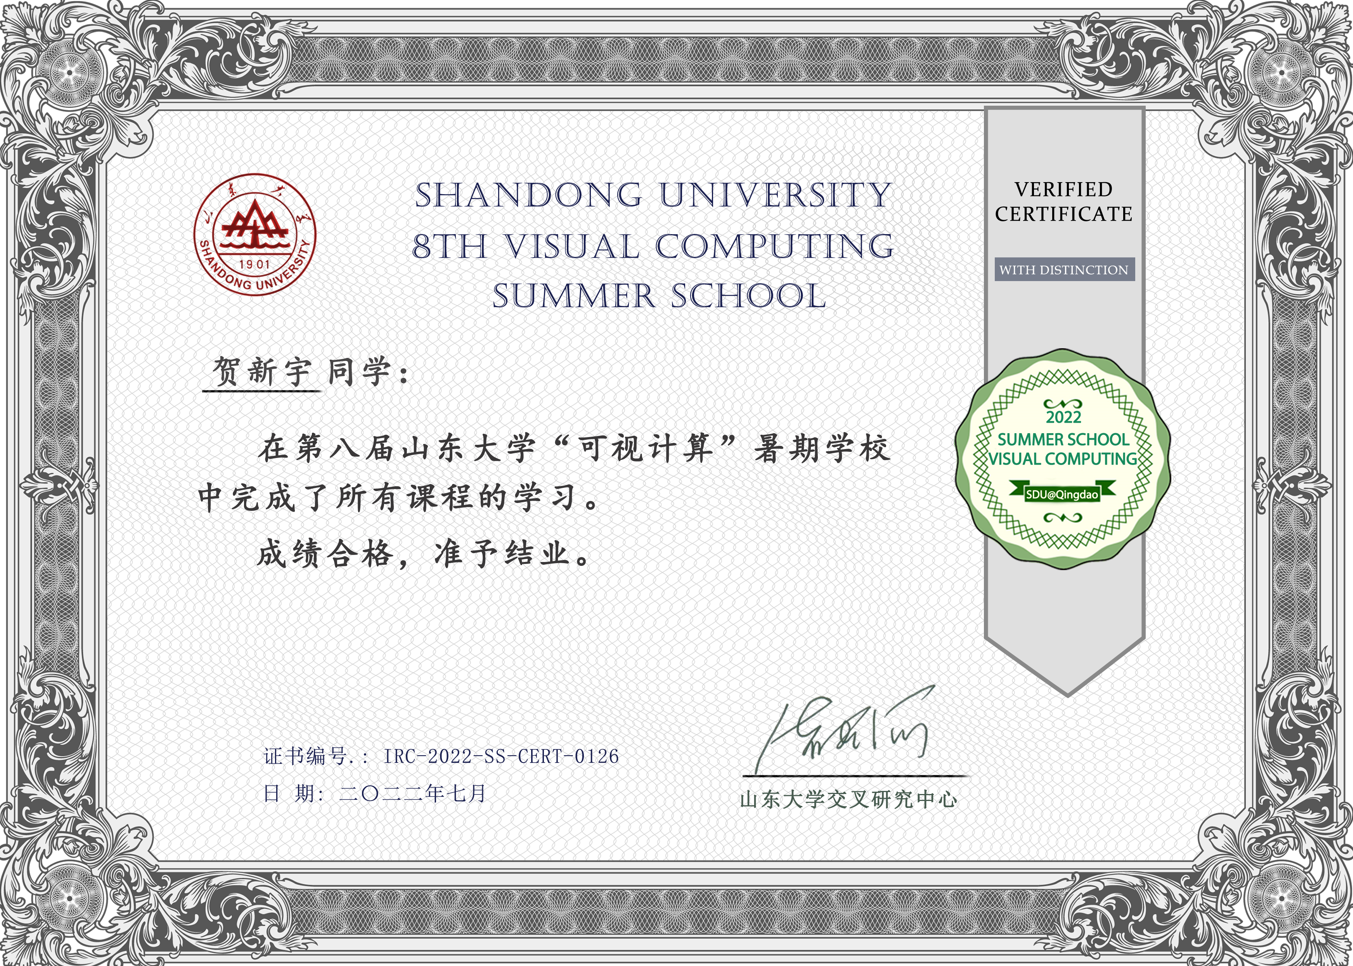 SHANDONG UNIVERSITY
8TH VISUAL COMPUTING
SUMMER SCHOOL
山东大学
1901
SHANDONG UNIVERSITY
VERIFIED
CERTIFICATE
WITH DISTINCTION
2022
SUMMER SCHOOL
VISUAL COMPUTING
SDU@Qingdao
贺新宇 同学：
在第八届山东大学“可视计算”暑期学校
中完成了所有课程的学习。
成绩合格，准予结业。
证书编号.: IRC-2022-SS-CERT-0126
日 期: 二〇二二年七月
山东大学交叉研究中心